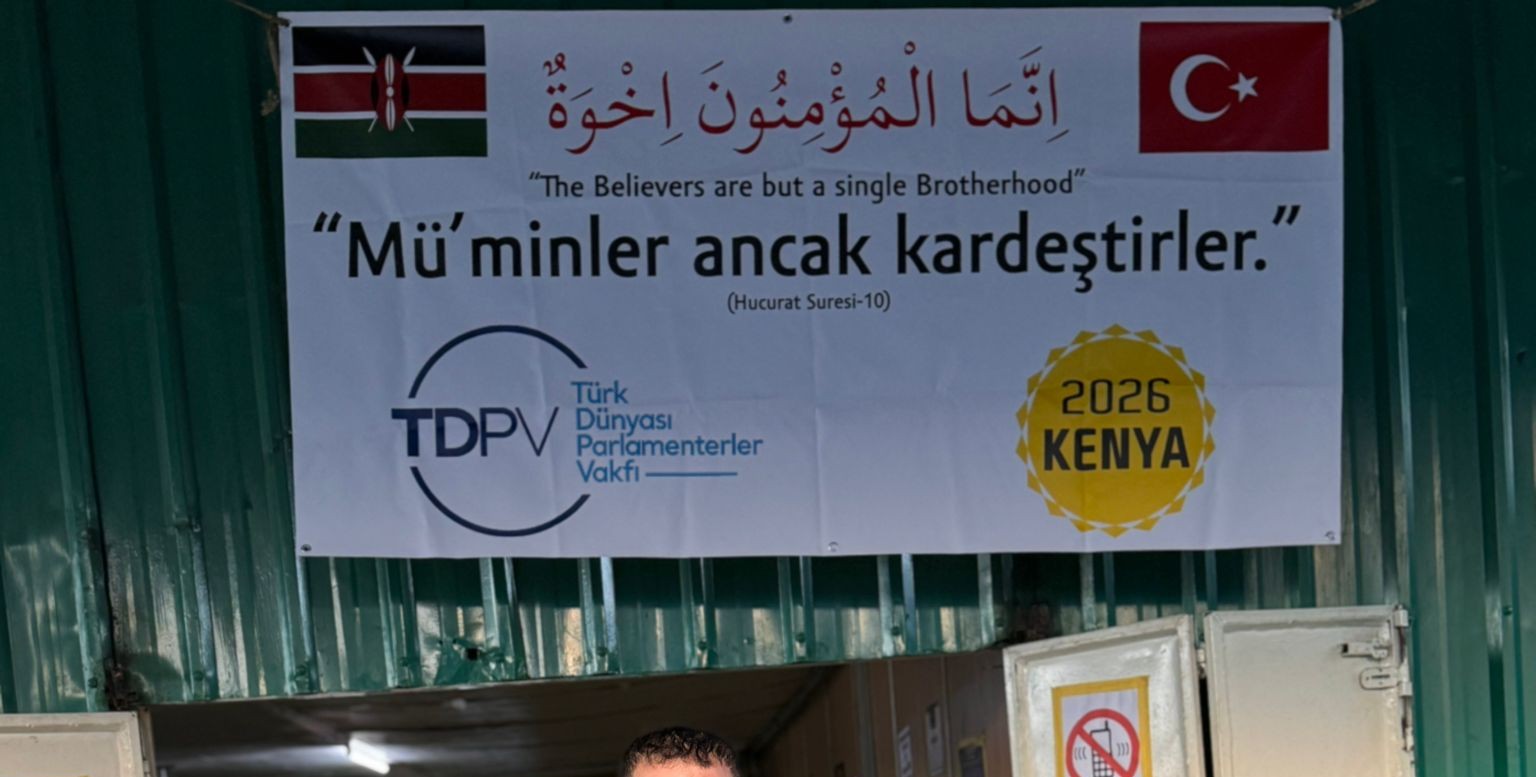 اِنَّمَا الْمُؤْمِنُونَ اِخْوَةٌ
“The Believers are but a single Brotherhood”
“Mü’minler ancak kardeştirler.”
(Hucurat Suresi-10)
TDPV
Türk
Dünyası
Parlamenterler
Vakfı
2026
KENYA